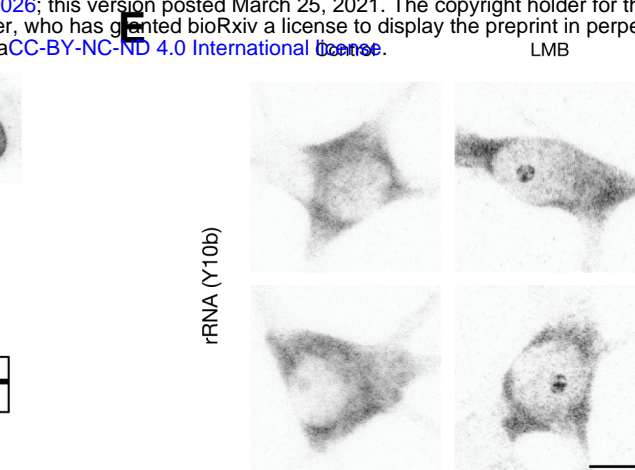 026; this version posted March 25, 2021. The copyright holder for th
er, who has granted bioRxiv a license to display the preprint in perpe
aCC-BY-NC-ND 4.0 International license.
E
Control
LMB
rRNA (Y10b)